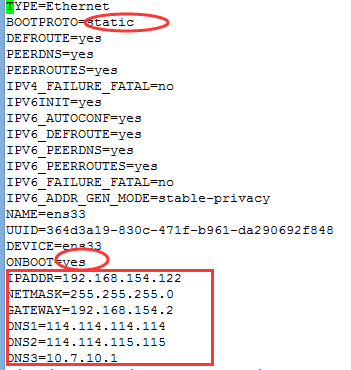 TYPE=Ethernet
BOOTPROTO=static
DEFROUTE=yes
PEERDNS=yes
PEERROUTES=yes
IPV4_FAILURE_FATAL=no
IPV6INIT=yes
IPV6_AUTOCONF=yes
IPV6_DEFROUTE=yes
IPV6_PEERDNS=yes
IPV6_PEERROUTES=yes
IPV6_FAILURE_FATAL=no
IPV6_ADDR_GEN_MODE=stable-privacy
NAME=ens33
UUID=364d3a19-830c-471f-b961-da290692f848
DEVICE=ens33
ONBOOT=yes
IPADDR=192.168.154.122
NETMASK=255.255.255.0
GATEWAY=192.168.154.2
DNS1=114.114.114.114
DNS2=114.114.115.115
DNS3=10.7.10.1